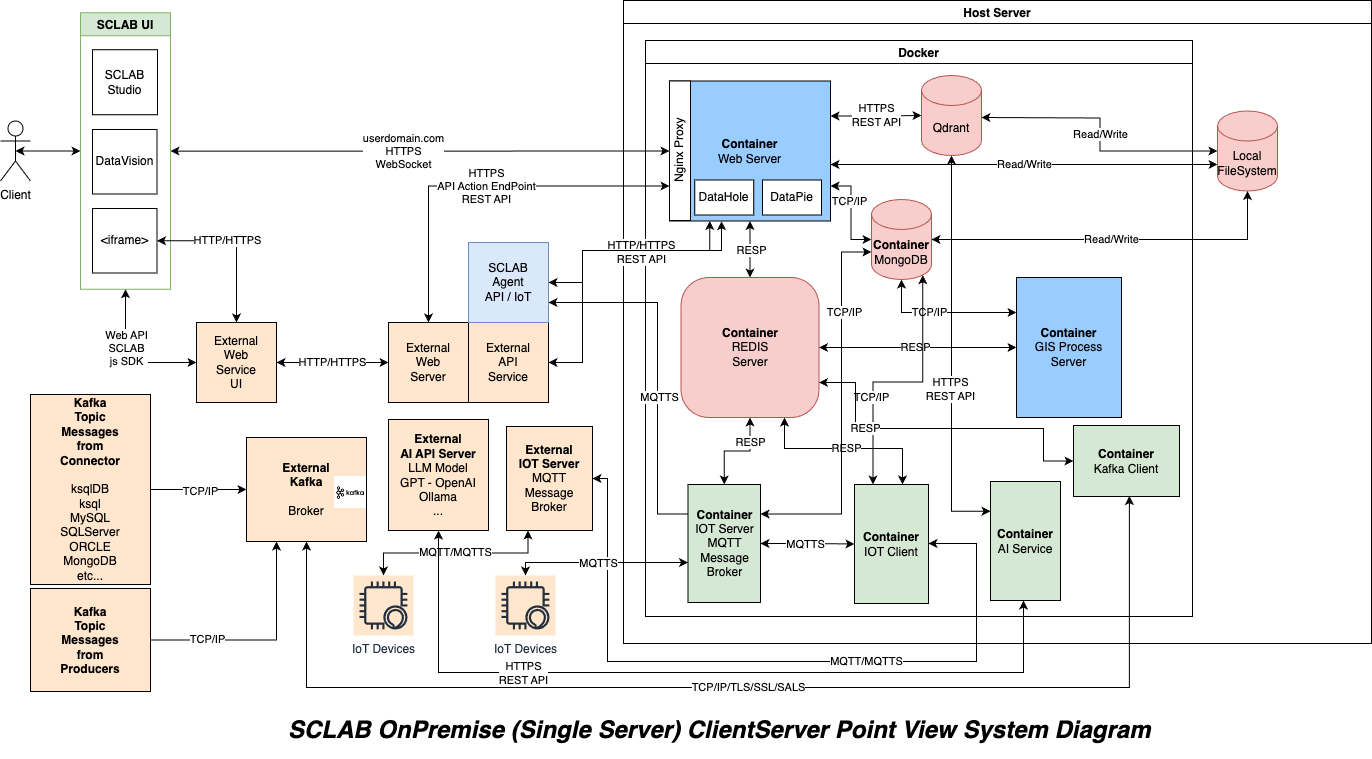 Host Server
Docker
SCLAB UI
SCLAB
Studio
DataVision
<iframe>
Client
userdomain.com
HTTPS
WebSocket
HTTPS
API Action EndPoint
REST API
Nginx Proxy
Container
Web Server
DataHole
DataPie
HTTPS
REST API
Qdrant
Read/Write
Read/Write
Local
FileSystem
TCP/IP
Container
MongoDB
Read/Write
HTTP/HTTPS
HTTP/HTTPS
REST API
RESP
SCLAB
Agent
API / IoT
Web API
SCLAB
js SDK
External
Web
Service
UI
HTTP/HTTPS
External
Web
Server
External
API
Service
Container
REDIS
Server
TCP/IP
TCP/IP
RESP
Container
GIS Process
Server
HTTPS
REST API
MQTTS
TCP/IP
RESP
RESP
RESP
Container
Kafka Client
Kafka
Topic
Messages
from
Connector
ksqlDB
ksql
MySQL
SQLServer
ORCLE
MongoDB
etc...
TCP/IP
External
Kafka
Broker
kafka
External
AI API Server
LLM Model
GPT - OpenAI
Ollama
...
External
IOT Server
MQTT
Message
Broker
Container
IOT Server
MQTT
Message
Broker
MQTTS
Container
IOT Client
Container
AI Service
MQTT/MQTTS
MQTTS
IoT Devices
IoT Devices
Kafka
Topic
Messages
from
Producers
TCP/IP
MQTT/MQTTS
HTTPS
REST API
TCP/IP/TLS/SSL/SALS
SCLAB OnPremise (Single Server) ClientServer Point View System Diagram